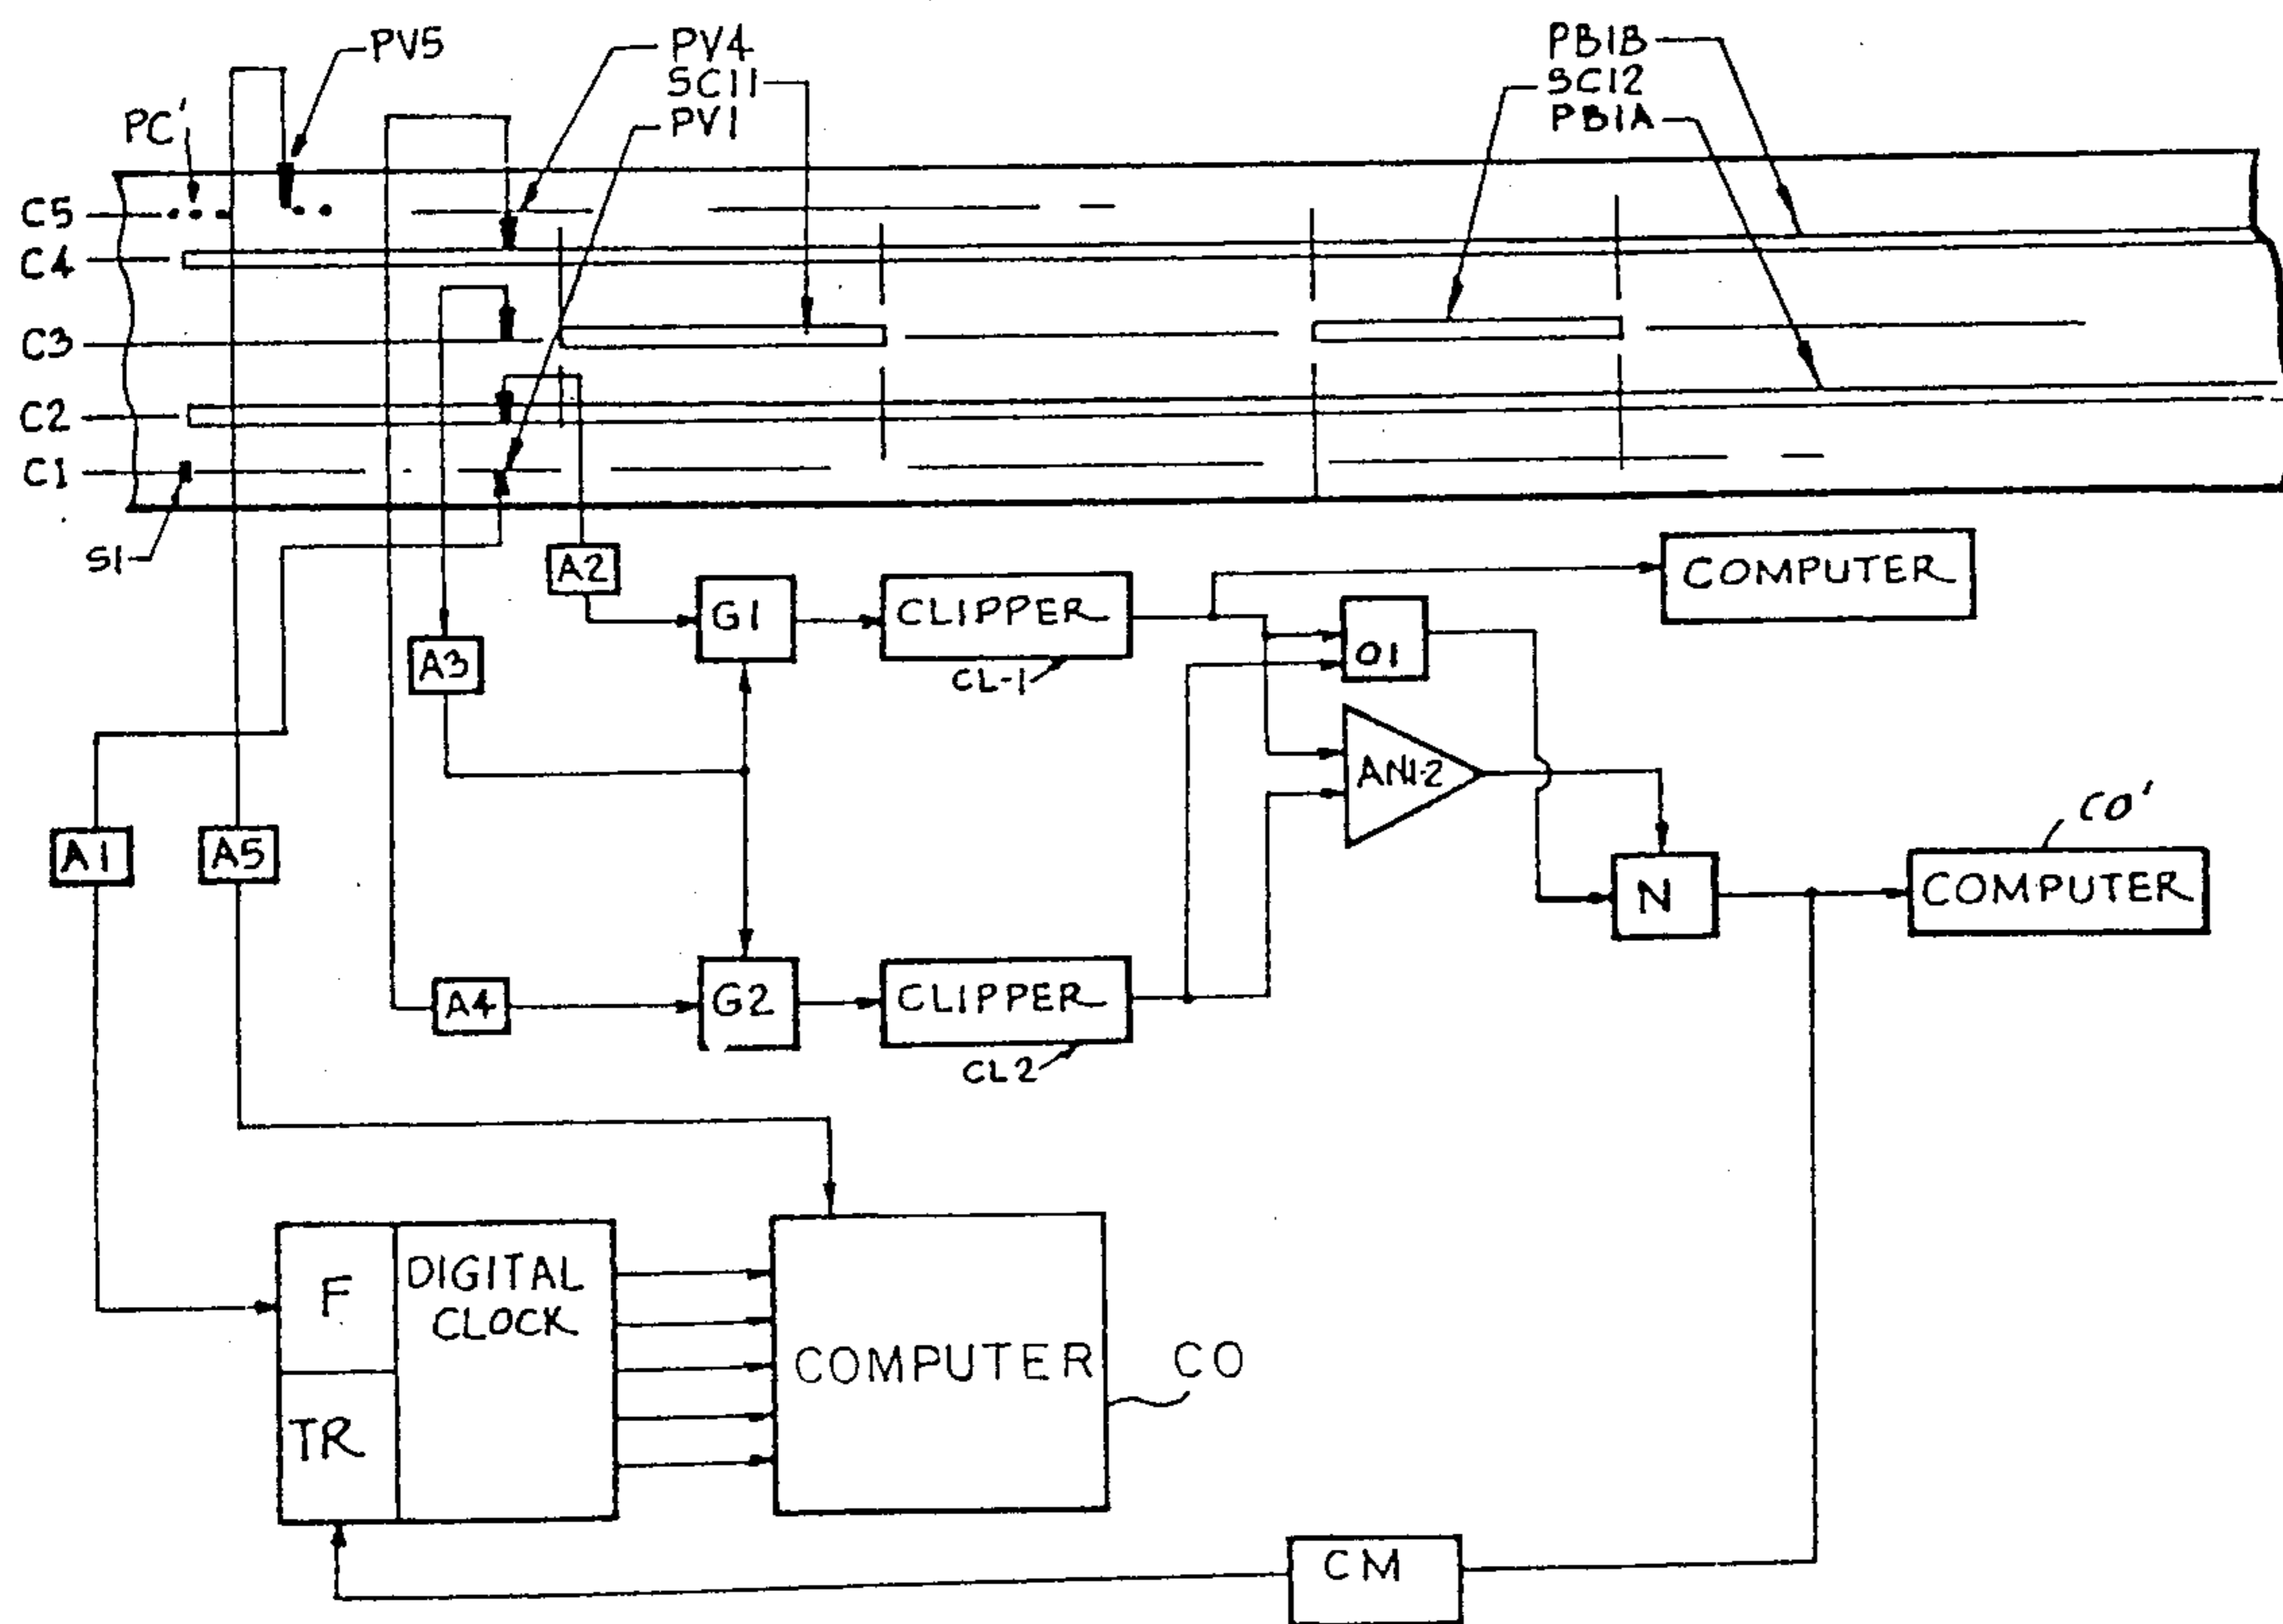 PV5
PV4
SC11
PV1
PB1B
SC12
PB1A
PC'
C5
C4
C3
C2
C1
S1
A2
G1
CLIPPER
CL-1
COMPUTER
O1
A3
AN1-2
A1
A5
CO'
N
COMPUTER
A4
G2
CLIPPER
CL2
F
DIGITAL
CLOCK
TR
COMPUTER
CO
CM